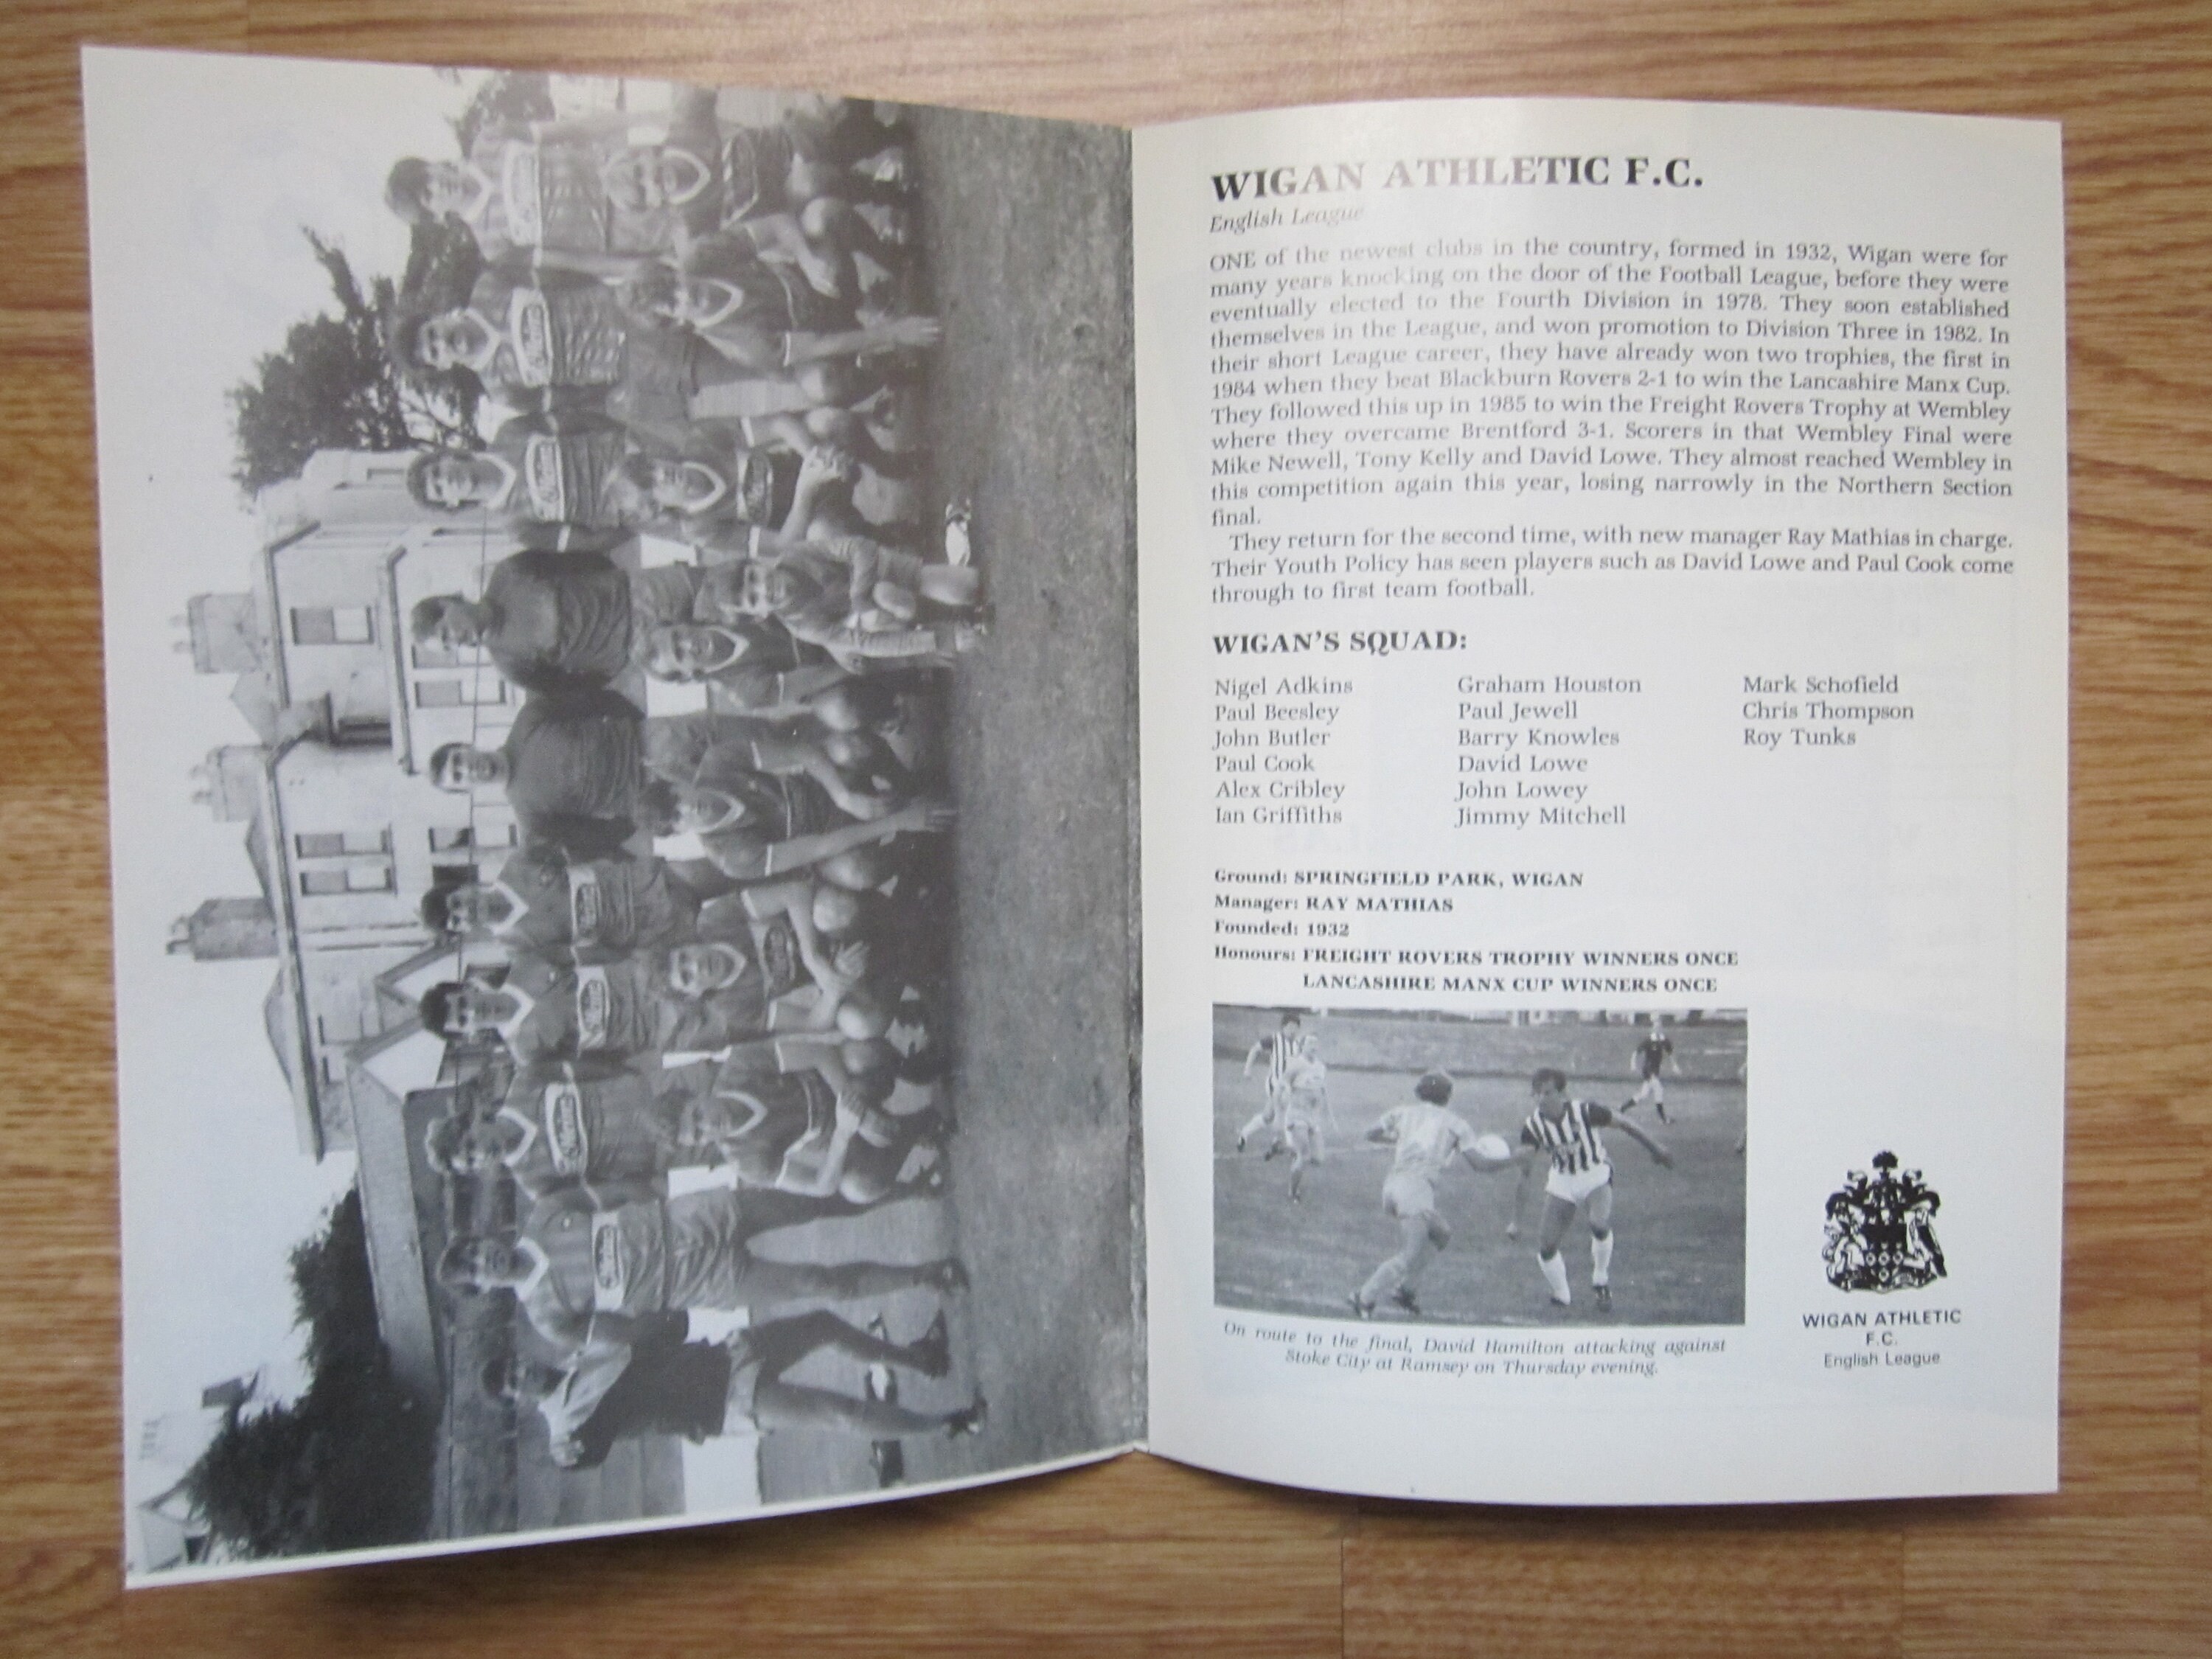 WIGAN ATHLETIC F.C.
English League
ONE of the newest clubs in the country, formed in 1932, Wigan were for
many years knocking on the door of the Football League, before they were
eventually elected to the Fourth Division in 1978. They soon established
themselves in the League, and won promotion to Division Three in 1982. In
their short League career, they have already won two trophies, the first in
1984 when they beat Blackburn Rovers 2-1 to win the Lancashire Manx Cup.
They followed this up in 1985 to win the Freight Rovers Trophy at Wembley
where they overcame Brentford 3-1. Scorers in that Wembley Final were
Mike Newell, Tony Kelly and David Lowe. They almost reached Wembley in
this competition again this year, losing narrowly in the Northern Section
final.
They return for the second time, with new manager Ray Mathias in charge.
Their Youth Policy has seen players such as David Lowe and Paul Cook come
through to first team football.
WIGAN'S SQUAD:
Nigel Adkins
Paul Beesley
John Butler
Paul Cook
Alex Cribley
Ian Griffiths
Graham Houston
Paul Jewell
Barry Knowles
David Lowe
John Lowey
Jimmy Mitchell
Mark Schofield
Chris Thompson
Roy Tunks
Ground: SPRINGFIELD PARK, WIGAN
Manager: RAY MATHIAS
Founded: 1932
Honours: FREIGHT ROVERS TROPHY WINNERS ONCE
LANCASHIRE MANX CUP WINNERS ONCE
On route to the final, David Hamilton attacking against
Stoke City at Ramsey on Thursday evening.
WIGAN ATHLETIC
F.C.
English League